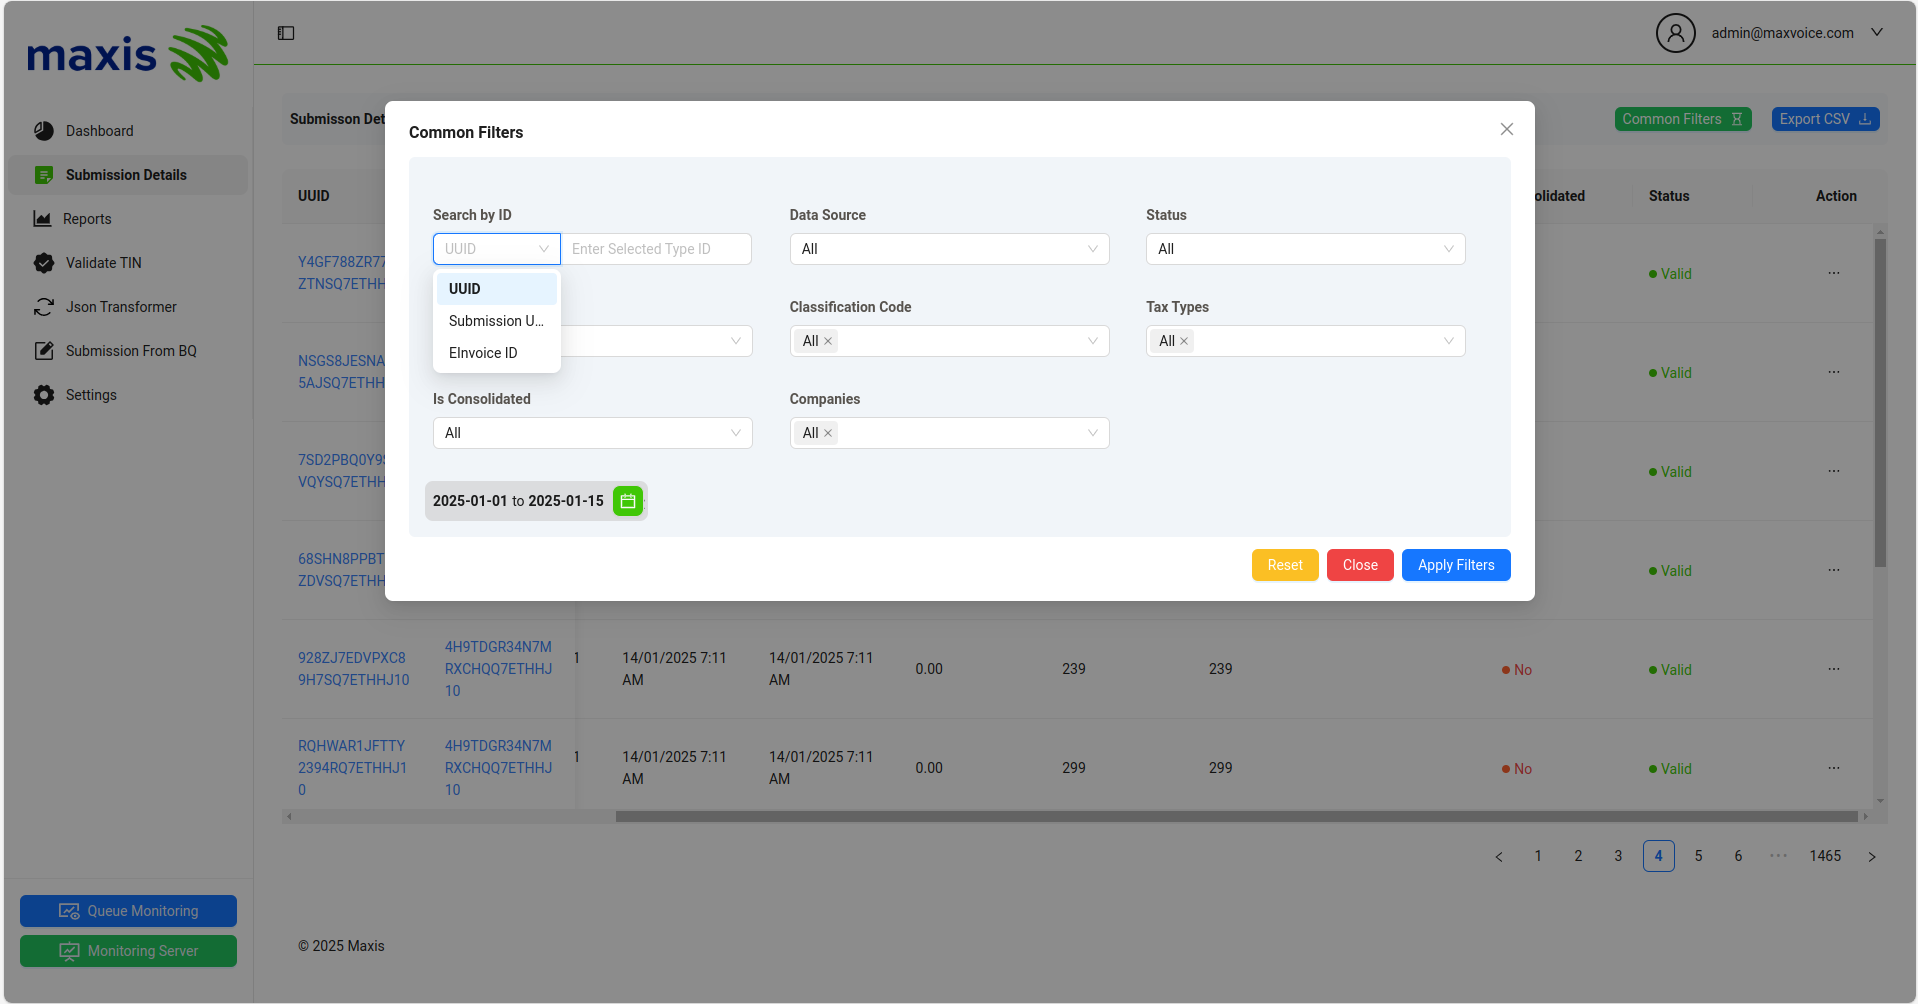 maxis
admin@maxvoice.com
Dashboard
Submission Details
Reports
Validate TIN
Json Transformer
Submission From BQ
Settings
Queue Monitoring
Monitoring Server
Submisson Det
Common Filters
Export CSV
UUID
olidated
Status
Action
Common Filters
Search by ID
UUID
Enter Selected Type ID
UUID
Submission U...
EInvoice ID
Data Source
All
Status
All
Classification Code
All
Tax Types
All
Is Consolidated
All
Companies
All
2025-01-01 to 2025-01-15
Reset
Close
Apply Filters
Y4GF788ZR77
ZTNSQ7ETHH
Valid
...
NSGS8JESNA
5AJSQ7ETHH
Valid
...
7SD2PBQ0Y9
VQYSQ7ETHH
Valid
...
68SHN8PPBT
ZDVSQ7ETHH
Valid
...
928ZJ7EDVPXC8
9H7SQ7ETHHJ10
4H9TDGR34N7M
RXCHQQ7ETHHJ
10
1
14/01/2025 7:11
AM
14/01/2025 7:11
AM
0.00
239
239
No
Valid
...
RQHWAR1JFTTY
2394RQ7ETHHJ1
0
4H9TDGR34N7M
RXCHQQ7ETHHJ
10
1
14/01/2025 7:11
AM
14/01/2025 7:11
AM
0.00
299
299
No
Valid
...
< 1 2 3 4 5 6 ... 1465 >
© 2025 Maxis